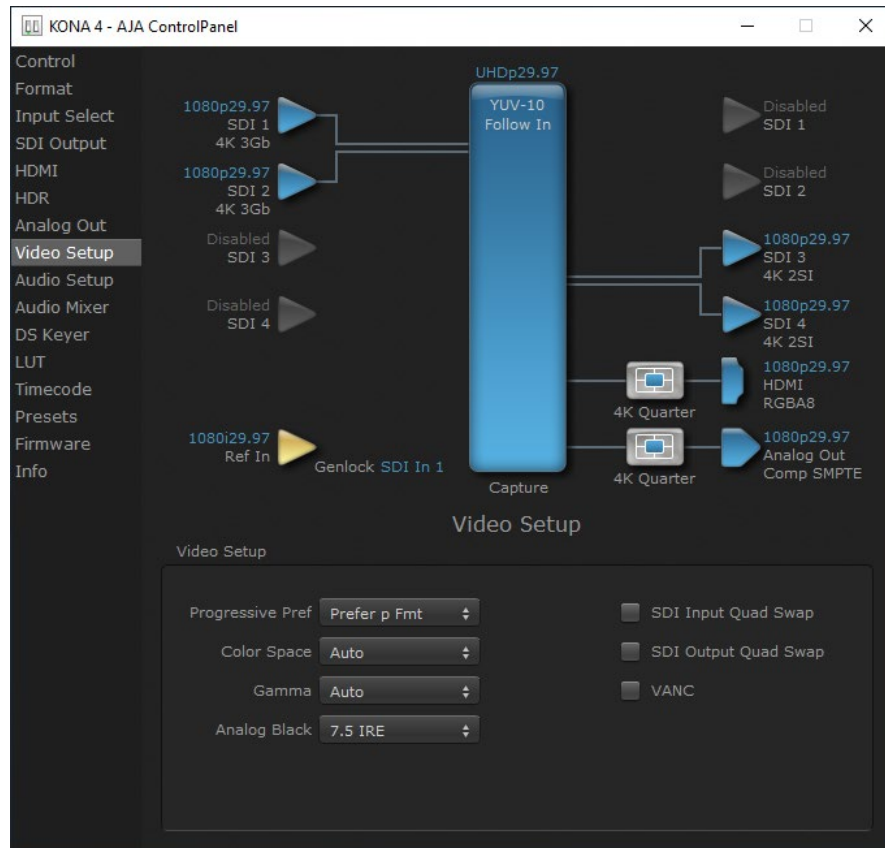 KONA 4 - AJA ControlPanel
Control
Format
Input Select
SDI Output
HDMI
HDR
Analog Out
Video Setup
Audio Setup
Audio Mixer
DS Keyer
LUT
Timecode
Presets
Firmware
Info
UHDp29.97
YUV-10
Follow In
1080p29.97
SDI 1
4K 3Gb
1080p29.97
SDI 2
4K 3Gb
Disabled
SDI 3
Disabled
SDI 4
1080i29.97
Ref In
Genlock SDI In 1
Capture
Disabled
SDI 1
Disabled
SDI 2
1080p29.97
SDI 3
4K 2SI
1080p29.97
SDI 4
4K 2SI
4K Quarter
1080p29.97
HDMI
RGBA8
4K Quarter
1080p29.97
Analog Out
Comp SMPTE
Video Setup
Video Setup
Progressive Pref Prefer p Fmt
Color Space Auto
Gamma Auto
Analog Black 7.5 IRE
SDI Input Quad Swap
SDI Output Quad Swap
VANC